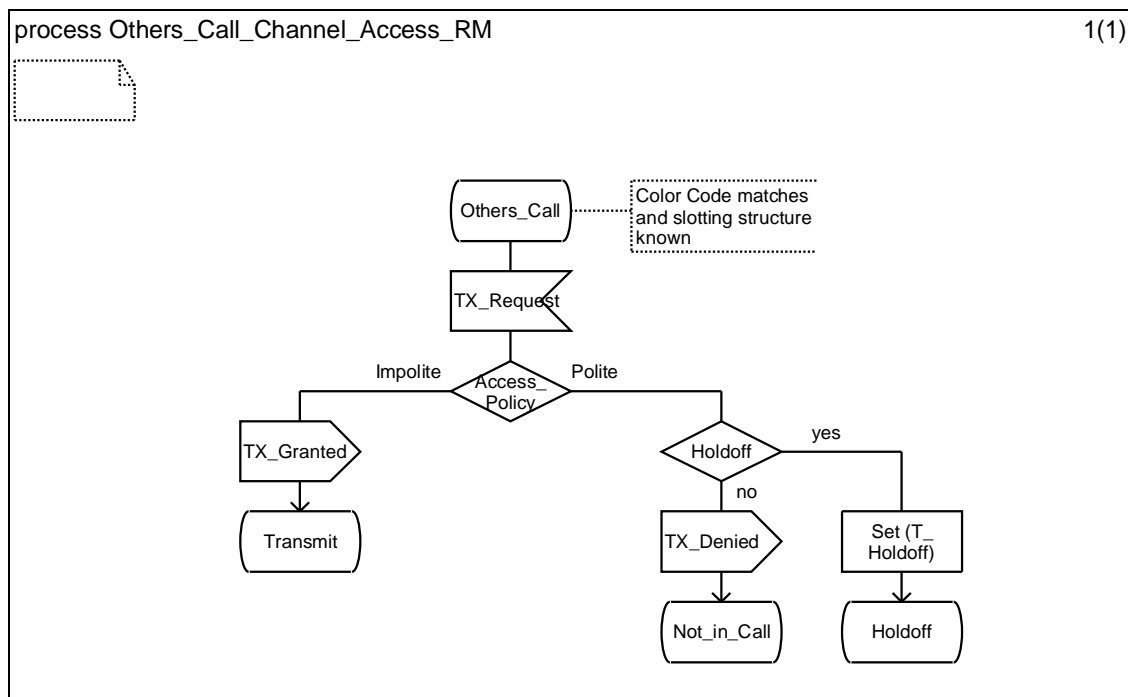 process Others_Call_Channel_Access_RM
1(1)
Others_Call
Color Code matches
and slotting structure
known
TX_Request
Impolite
Access_
Policy
Polite
TX_Granted
Holdoff
yes
no
Transmit
TX_Denied
Set (T_
Holdoff)
Not_in_Call
Holdoff